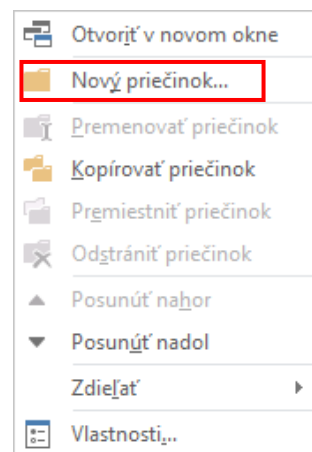 Otvoriť v novom okne
Nový priečinok...
Premenovať priečinok
Kopírovať priečinok
Premiestniť priečinok
Odstrániť priečinok
Posunúť nahor
Posunúť nadol
Zdieľať
Vlastnosti...